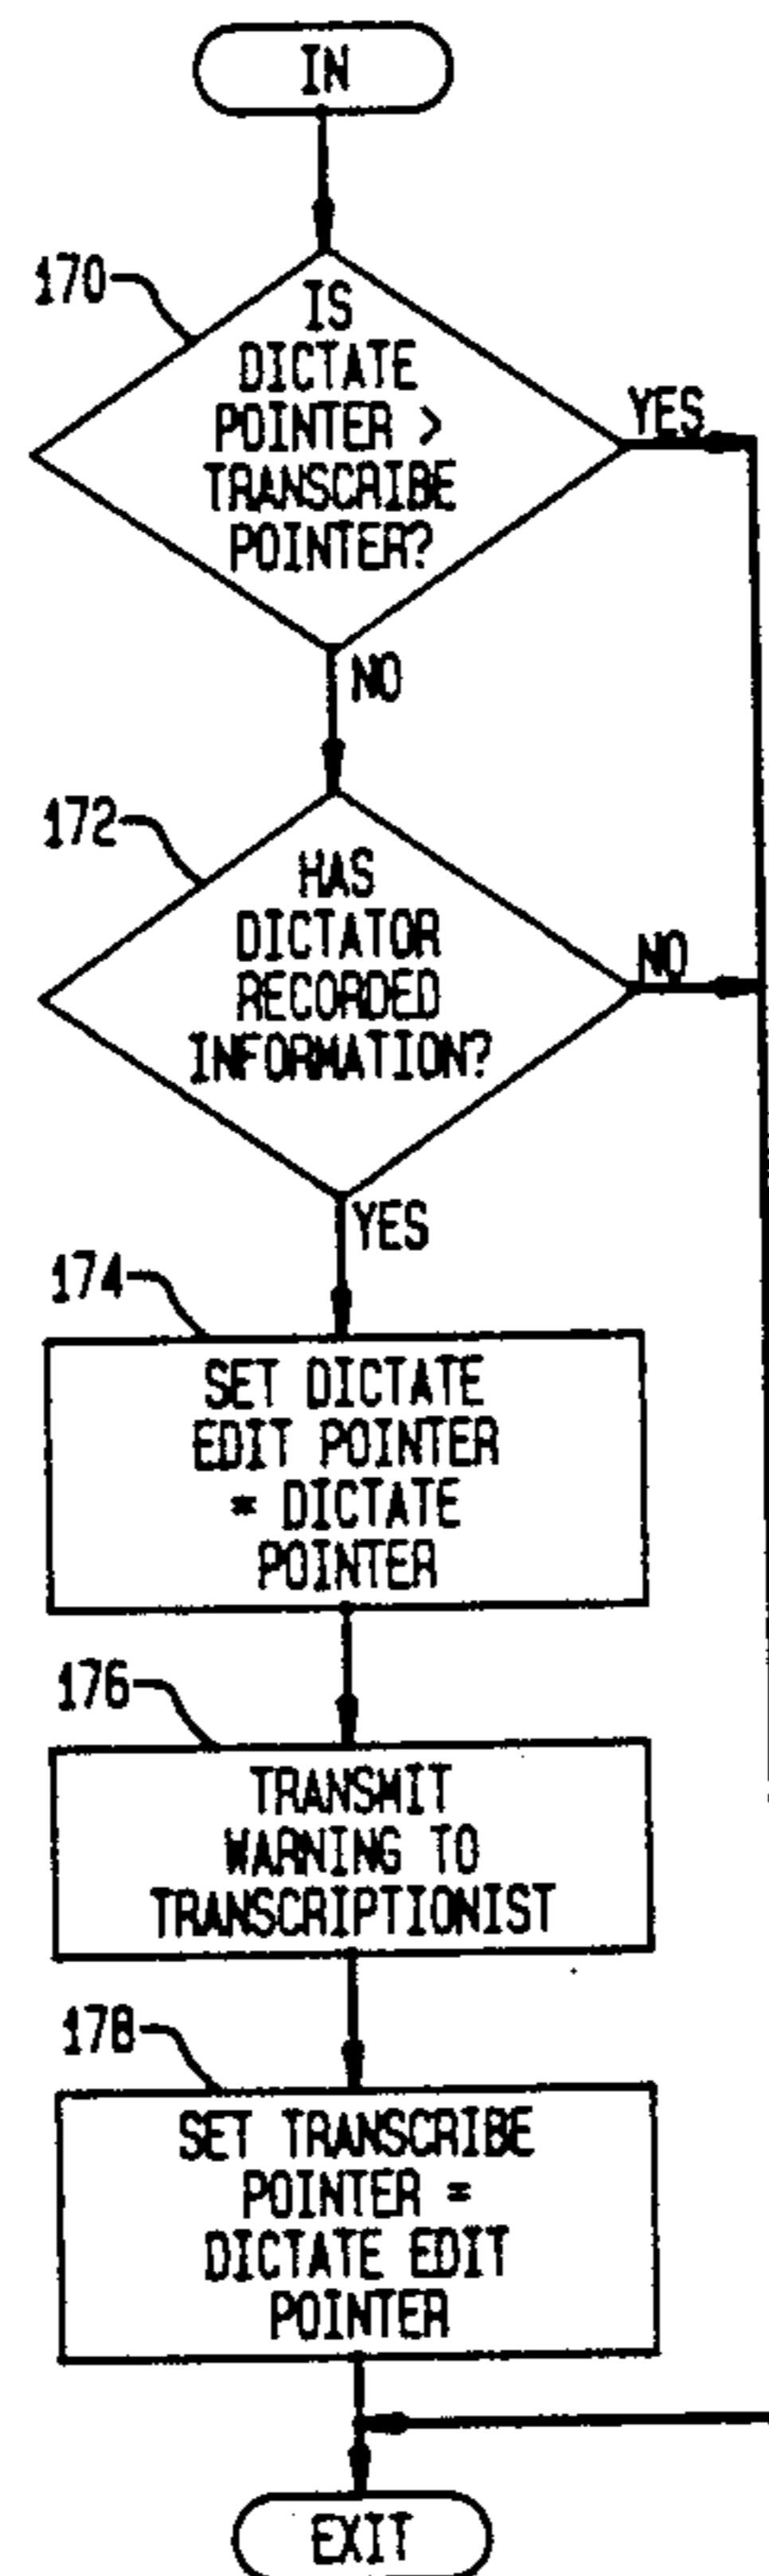 IN
170
IS
DICTATE
POINTER >
TRANSCRIBE
POINTER?
YES
NO
172
HAS
DICTATOR
RECORDED
INFORMATION?
NO
YES
174
SET DICTATE
EDIT POINTER
= DICTATE
POINTER
176
TRANSMIT
WARNING TO
TRANSCRIPTIONIST
178
SET TRANSCRIBE
POINTER =
DICTATE EDIT
POINTER
EXIT